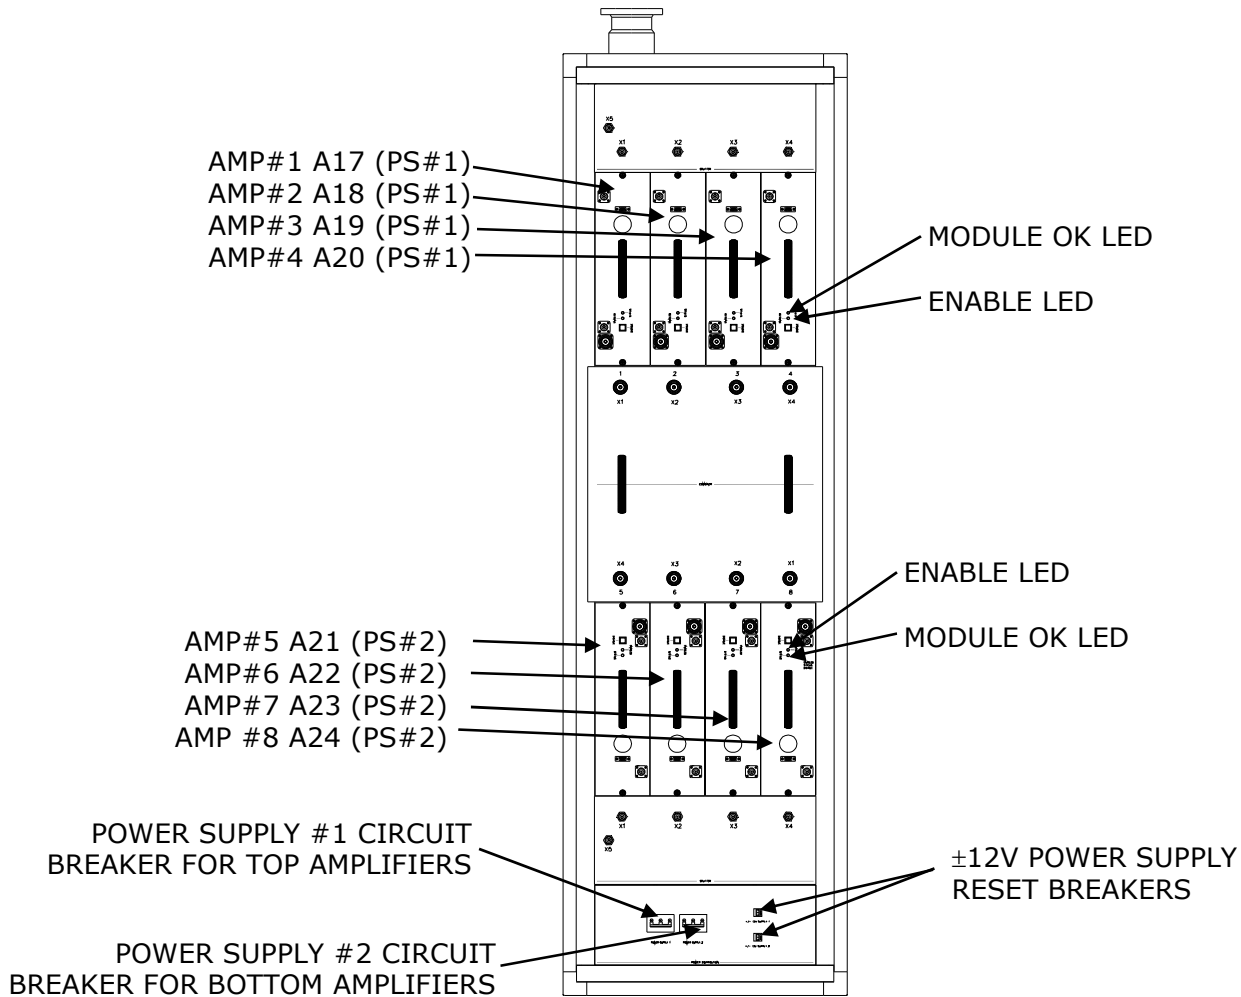 X5
X1 X2 X3 X4
AMP#1 A17 (PS#1)
AMP#2 A18 (PS#1)
AMP#3 A19 (PS#1)
AMP#4 A20 (PS#1)
MODULE OK LED
ENABLE LED
1 2 3 4
X1 X2 X3 X4
X4 X3 X2 X1
5 6 7 8
ENABLE LED
MODULE OK LED
AMP#5 A21 (PS#2)
AMP#6 A22 (PS#2)
AMP#7 A23 (PS#2)
AMP #8 A24 (PS#2)
X1 X2 X3 X4
POWER SUPPLY #1 CIRCUIT
BREAKER FOR TOP AMPLIFIERS
±12V POWER SUPPLY
RESET BREAKERS
POWER SUPPLY #2 CIRCUIT
BREAKER FOR BOTTOM AMPLIFIERS